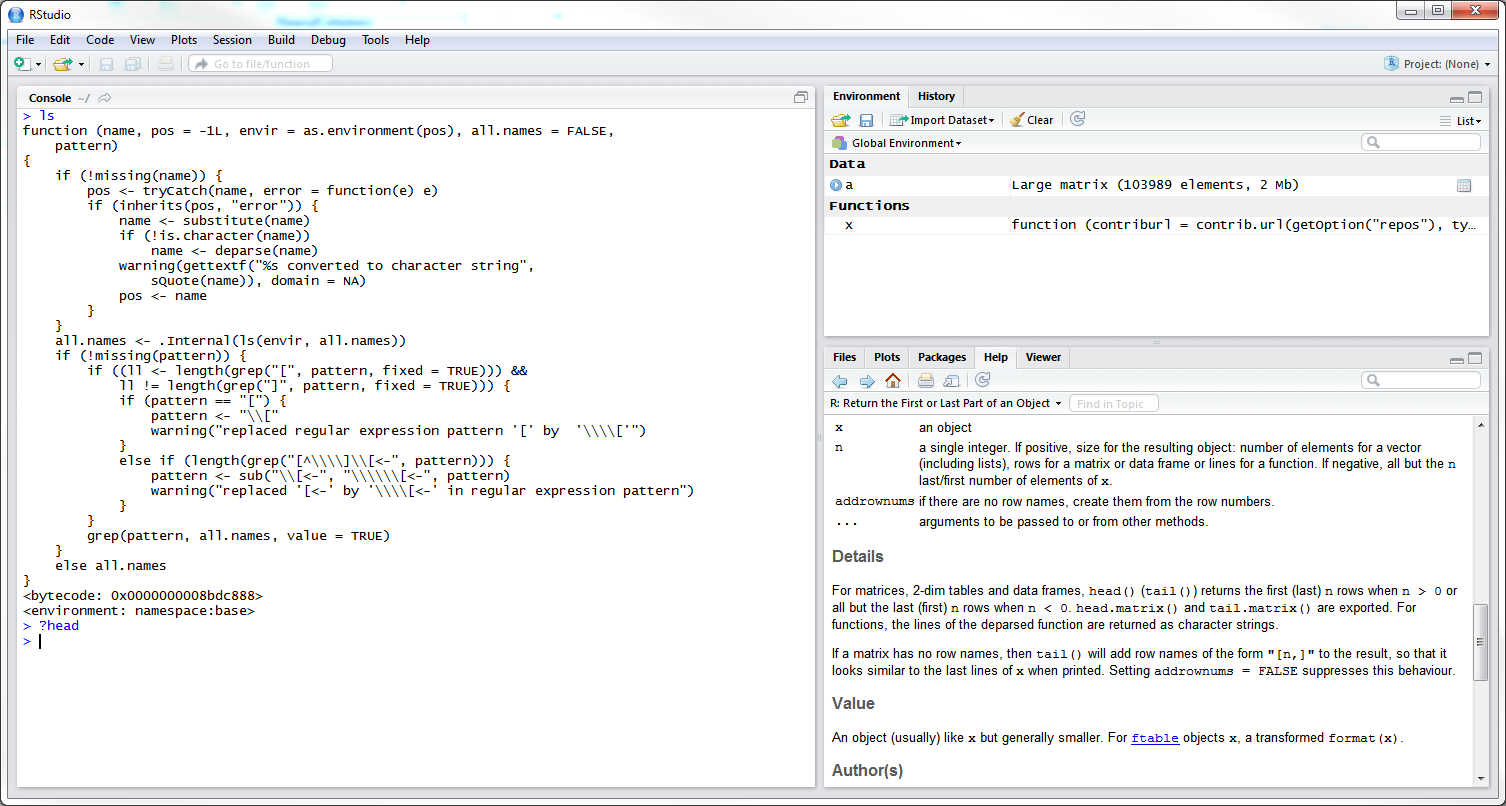 RStudio
File Edit Code View Plots Session Build Debug Tools Help
Go to file/function
Project: (None)
Console ~/
> ls
function (name, pos = -1L, envir = as.environment(pos), all.names = FALSE,
    pattern)
{
    if (!missing(name)) {
        pos <- tryCatch(name, error = function(e) e)
        if (inherits(pos, "error")) {
            name <- substitute(name)
            if (!is.character(name))
                name <- deparse(name)
            warning(gettextf("%s converted to character string",
                sQuote(name)), domain = NA)
            pos <- name
        }
    }
    all.names <- .Internal(ls(envir, all.names))
    if (!missing(pattern)) {
        if ((ll <- length(grep("[", pattern, fixed = TRUE))) &&
            ll != length(grep("]", pattern, fixed = TRUE))) {
            if (pattern == "[") {
                pattern <- "\\["
                warning("replaced regular expression pattern '[' by  '\\\\['")
            }
            else if (length(grep("[^\\\\]\\[<-", pattern))) {
                pattern <- sub("\\[<-", "\\\\\\[<-", pattern)
                warning("replaced '[<-' by '\\\\[<-' in regular expression pattern")
            }
        }
        grep(pattern, all.names, value = TRUE)
    }
    else all.names
}
<bytecode: 0x0000000008bdc888>
<environment: namespace:base>
> ?head
>
Environment History
Import Dataset Clear List
Global Environment
Data
a Large matrix (103989 elements, 2 Mb)
Functions
x function (contriburl = contrib.url(getOption("repos"), ty…
Files Plots Packages Help Viewer
R: Return the First or Last Part of an Object Find in Topic
x an object
n a single integer. If positive, size for the resulting object: number of elements for a vector
(including lists), rows for a matrix or data frame or lines for a function. If negative, all but the n
last/first number of elements of x.
addrownums if there are no row names, create them from the row numbers.
... arguments to be passed to or from other methods.
Details
For matrices, 2-dim tables and data frames, head() (tail()) returns the first (last) n rows when n > 0 or
all but the last (first) n rows when n < 0. head.matrix() and tail.matrix() are exported. For
functions, the lines of the deparsed function are returned as character strings.
If a matrix has no row names, then tail() will add row names of the form "[n,]" to the result, so that it
looks similar to the last lines of x when printed. Setting addrownums = FALSE suppresses this behaviour.
Value
An object (usually) like x but generally smaller. For ftable objects x, a transformed format(x).
Author(s)